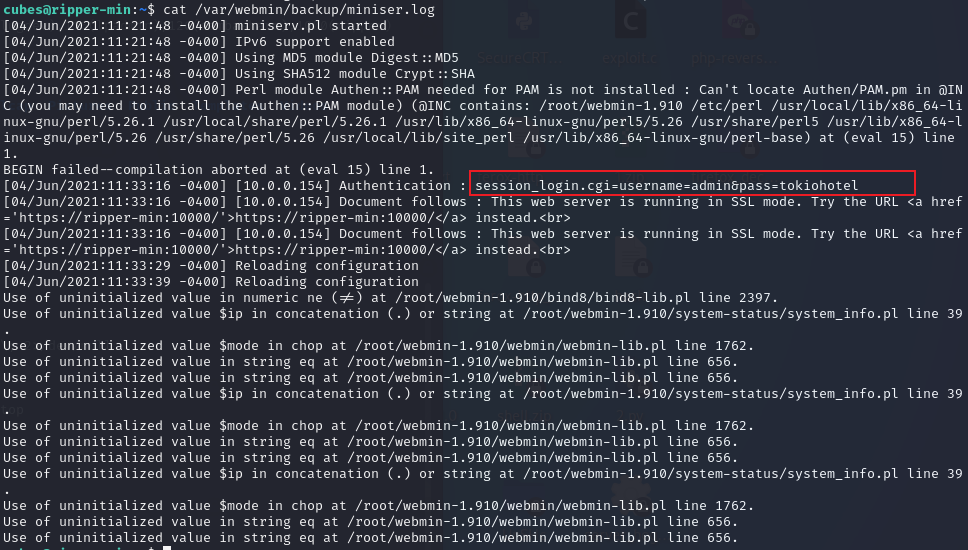 cubes@ripper-min:~$ cat /var/webmin/backup/miniser.log
[04/Jun/2021:11:21:48 -0400] miniserv.pl started
[04/Jun/2021:11:21:48 -0400] IPv6 support enabled
[04/Jun/2021:11:21:48 -0400] Using MD5 module Digest::MD5
[04/Jun/2021:11:21:48 -0400] Using SHA512 module Crypt::SHA
[04/Jun/2021:11:21:48 -0400] Perl module Authen::PAM needed for PAM is not installed : Can't locate Authen/PAM.pm in @IN
C (you may need to install the Authen::PAM module) (@INC contains: /root/webmin-1.910 /etc/perl /usr/local/lib/x86_64-li
nux-gnu/perl/5.26.1 /usr/local/share/perl/5.26.1 /usr/lib/x86_64-linux-gnu/perl5/5.26 /usr/share/perl5 /usr/lib/x86_64-l
inux-gnu/perl/5.26 /usr/share/perl/5.26 /usr/local/lib/site_perl /usr/lib/x86_64-linux-gnu/perl-base) at (eval 15) line
1.
BEGIN failed--compilation aborted at (eval 15) line 1.
[04/Jun/2021:11:33:16 -0400] [10.0.0.154] Authentication : session_login.cgi=username=admin&pass=tokiohotel
[04/Jun/2021:11:33:16 -0400] [10.0.0.154] Document follows : This web server is running in SSL mode. Try the URL <a href
='https://ripper-min:10000/'>https://ripper-min:10000/</a> instead.<br>
[04/Jun/2021:11:33:16 -0400] [10.0.0.154] Document follows : This web server is running in SSL mode. Try the URL <a href
='https://ripper-min:10000/'>https://ripper-min:10000/</a> instead.<br>
[04/Jun/2021:11:33:29 -0400] Reloading configuration
[04/Jun/2021:11:33:39 -0400] Reloading configuration
Use of uninitialized value in numeric ne (≠) at /root/webmin-1.910/bind8/bind8-lib.pl line 2397.
Use of uninitialized value $ip in concatenation (.) or string at /root/webmin-1.910/system-status/system_info.pl line 39
.
Use of uninitialized value $mode in chop at /root/webmin-1.910/webmin/webmin-lib.pl line 1762.
Use of uninitialized value in string eq at /root/webmin-1.910/webmin/webmin-lib.pl line 656.
Use of uninitialized value in string eq at /root/webmin-1.910/webmin/webmin-lib.pl line 656.
Use of uninitialized value $ip in concatenation (.) or string at /root/webmin-1.910/system-status/system_info.pl line 39
.
Use of uninitialized value $mode in chop at /root/webmin-1.910/webmin/webmin-lib.pl line 1762.
Use of uninitialized value in string eq at /root/webmin-1.910/webmin/webmin-lib.pl line 656.
Use of uninitialized value in string eq at /root/webmin-1.910/webmin/webmin-lib.pl line 656.
Use of uninitialized value $ip in concatenation (.) or string at /root/webmin-1.910/system-status/system_info.pl line 39
.
Use of uninitialized value $mode in chop at /root/webmin-1.910/webmin/webmin-lib.pl line 1762.
Use of uninitialized value in string eq at /root/webmin-1.910/webmin/webmin-lib.pl line 656.
Use of uninitialized value in string eq at /root/webmin-1.910/webmin/webmin-lib.pl line 656.